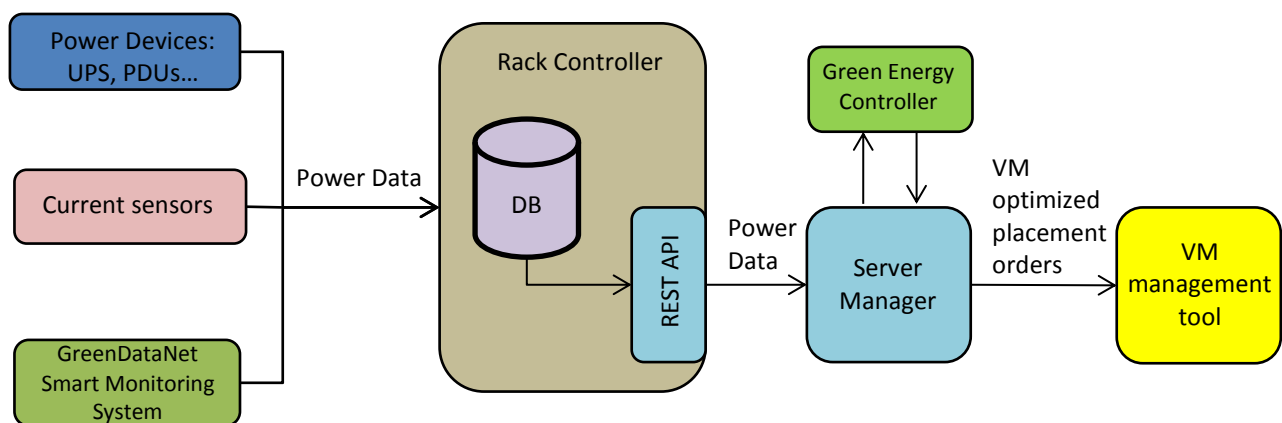 Power Devices:
UPS, PDUs…
Current sensors
GreenDataNet
Smart Monitoring
System
Power Data
Rack Controller
DB
REST API
Power
Data
Green Energy
Controller
Server
Manager
VM
optimized
placement
orders
VM
management
tool